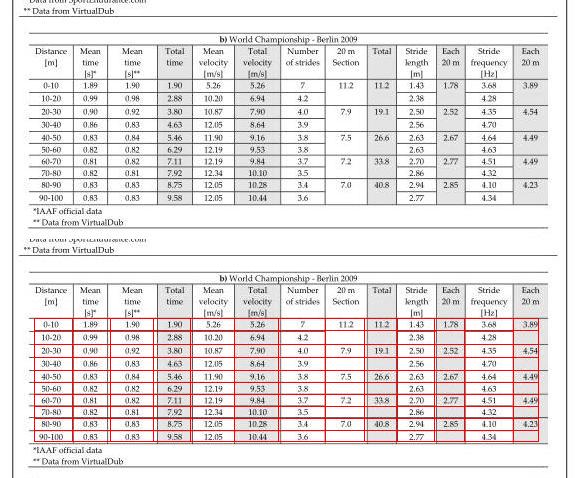 Data from SportEndurance.com
** Data from VirtualDub
b) World Championship - Berlin 2009
Distance Mean Mean Total Mean Total Number 20 m Total Stride Each Stride Each
[m] time time time velocity velocity of strides Section length 20 m frequency 20 m
[s]* [s]** [m/s] [m/s] [m] [Hz]
0-10 1.89 1.90 1.90 5.26 5.26 7 11.2 11.2 1.43 1.78 3.68 3.89
10-20 0.99 0.98 2.88 10.20 6.94 4.2 2.38 4.28
20-30 0.90 0.92 3.80 10.87 7.90 4.0 7.9 19.1 2.50 2.52 4.35 4.54
30-40 0.86 0.83 4.63 12.05 8.64 3.9 2.56 4.70
40-50 0.83 0.84 5.46 11.90 9.16 3.8 7.5 26.6 2.63 2.67 4.64 4.49
50-60 0.82 0.82 6.29 12.19 9.53 3.8 2.63 4.63
60-70 0.81 0.82 7.11 12.19 9.84 3.7 7.2 33.8 2.70 2.77 4.51 4.49
70-80 0.82 0.81 7.92 12.34 10.10 3.5 2.86 4.32
80-90 0.83 0.83 8.75 12.05 10.28 3.4 7.0 40.8 2.94 2.85 4.10 4.23
90-100 0.83 0.83 9.58 12.05 10.44 3.6 2.77 4.34
*IAAF official data
** Data from VirtualDub
Data from SportEndurance.com
** Data from VirtualDub
b) World Championship - Berlin 2009
Distance Mean Mean Total Mean Total Number 20 m Total Stride Each Stride Each
[m] time time time velocity velocity of strides Section length 20 m frequency 20 m
[s]* [s]** [m/s] [m/s] [m] [Hz]
0-10 1.89 1.90 1.90 5.26 5.26 7 11.2 11.2 1.43 1.78 3.68 3.89
10-20 0.99 0.98 2.88 10.20 6.94 4.2 2.38 4.28
20-30 0.90 0.92 3.80 10.87 7.90 4.0 7.9 19.1 2.50 2.52 4.35 4.54
30-40 0.86 0.83 4.63 12.05 8.64 3.9 2.56 4.70
40-50 0.83 0.84 5.46 11.90 9.16 3.8 7.5 26.6 2.63 2.67 4.64 4.49
50-60 0.82 0.82 6.29 12.19 9.53 3.8 2.63 4.63
60-70 0.81 0.82 7.11 12.19 9.84 3.7 7.2 33.8 2.70 2.77 4.51 4.49
70-80 0.82 0.81 7.92 12.34 10.10 3.5 2.86 4.32
80-90 0.83 0.83 8.75 12.05 10.28 3.4 7.0 40.8 2.94 2.85 4.10 4.23
90-100 0.83 0.83 9.58 12.05 10.44 3.6 2.77 4.34
*IAAF official data
** Data from VirtualDub